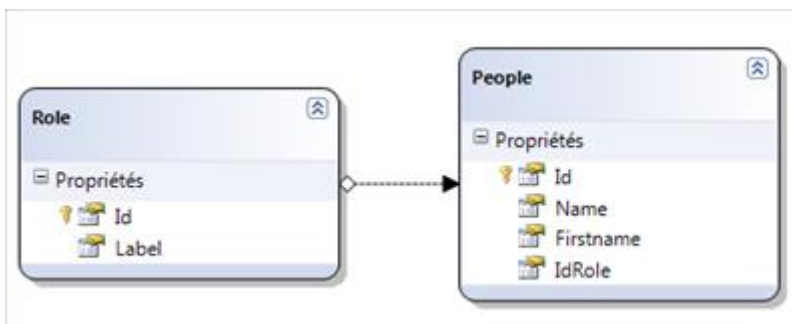 Role
Propriétés
Id
Label
People
Propriétés
Id
Name
Firstname
IdRole